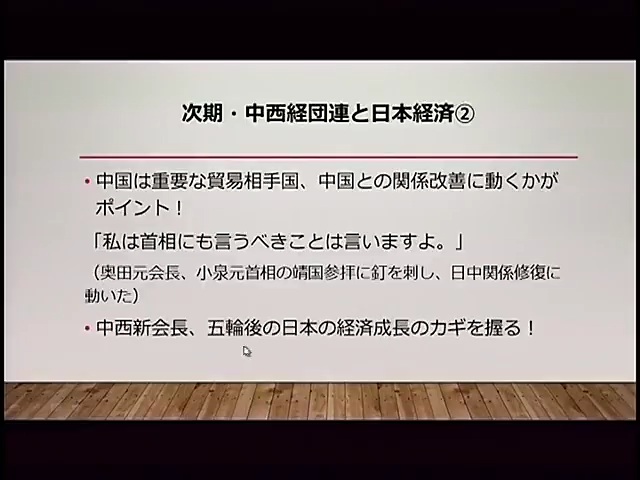 次期・中西経団連と日本経済②
・中国は重要な貿易相手国、中国との関係改善に動くかが
ポイント！
「私は首相にも言うべきことは言いますよ。」
（奥田元会長、小泉元首相の靖国参拝に釘を刺し、日中関係修復に
動いた）
・中西新会長、五輪後の日本の経済成長のカギを握る！